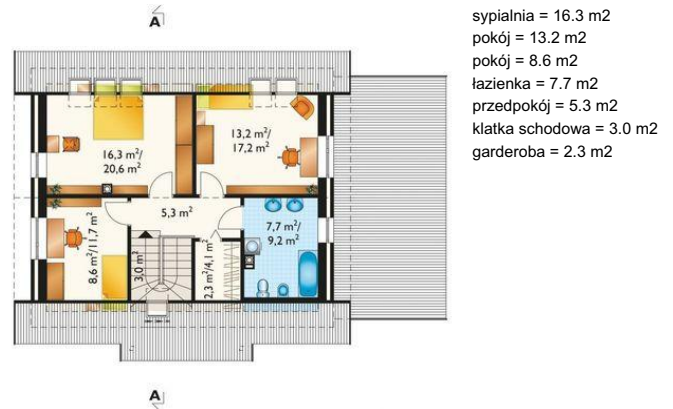 A
sypialnia = 16.3 m2
pokój = 13.2 m2
pokój = 8.6 m2
łazienka = 7.7 m2
przedpokój = 5.3 m2
klatka schodowa = 3.0 m2
garderoba = 2.3 m2
16,3 m²/
20,6 m²
13,2 m²/
17,2 m²
8,6 m²/11,7 m²
5,3 m²
3,0 m²
2,3 m²/4,1 m²
7,7 m²/
9,2 m²
A